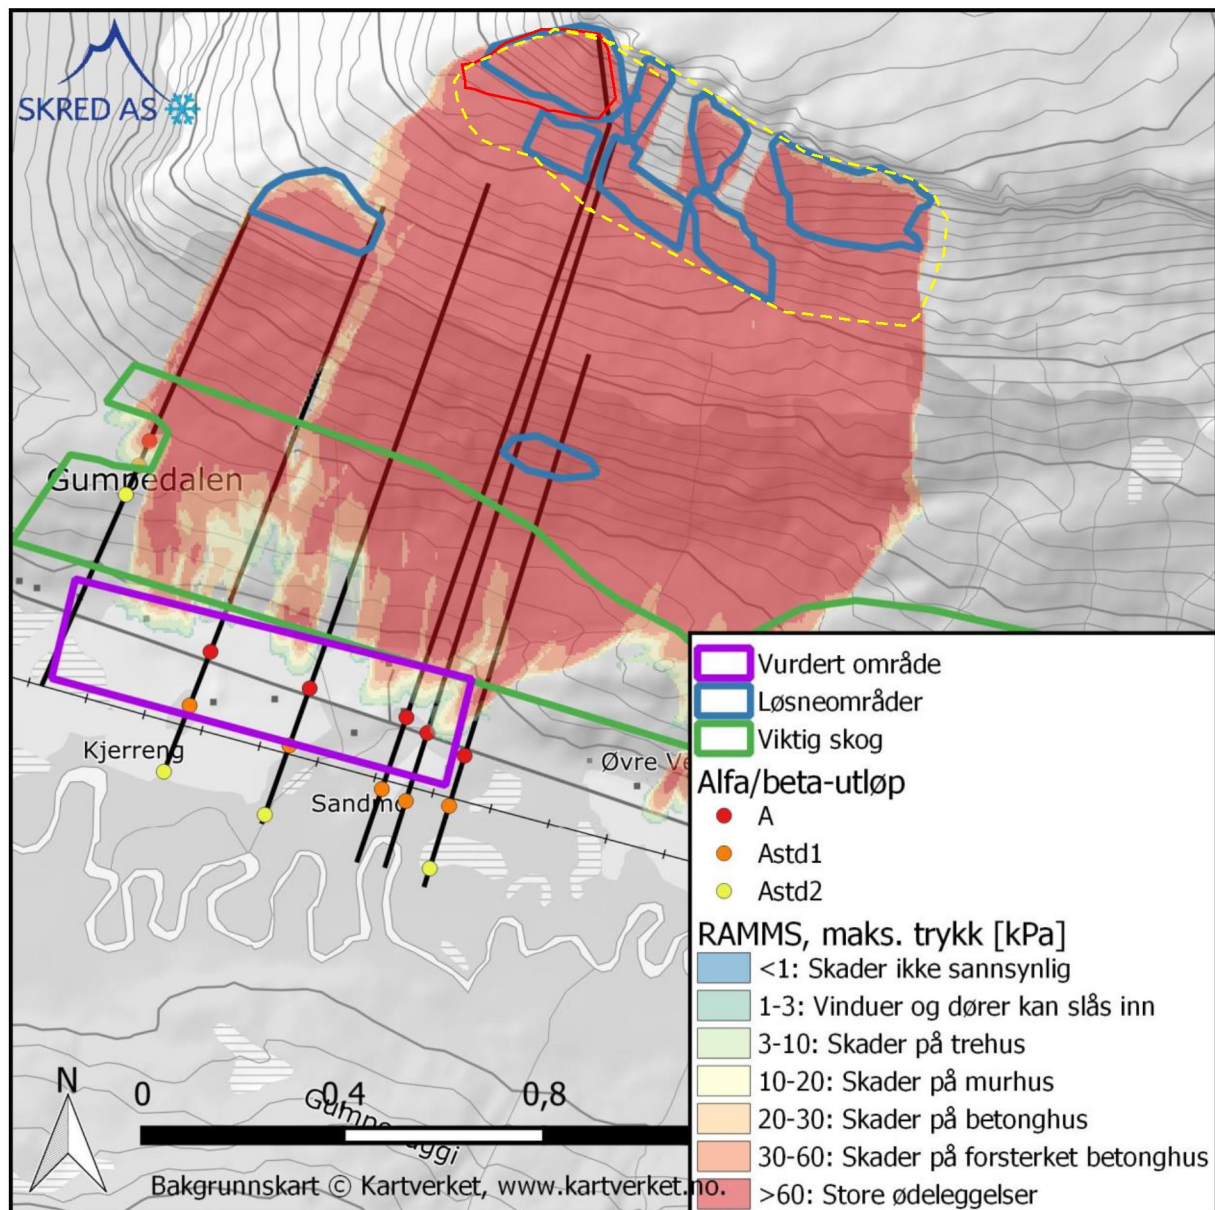 SKRED AS
Gumpedalen
Kjerreng
Sandmo
Øvre Ve
Vurdert område
Løsneområder
Viktig skog
Alfa/beta-utløp
A
Astd1
Astd2
RAMMS, maks. trykk [kPa]
<1: Skader ikke sannsynlig
1-3: Vinduer og dører kan slås inn
3-10: Skader på trehus
10-20: Skader på murhus
20-30: Skader på betonghus
30-60: Skader på forsterket betonghus
>60: Store ødeleggelser
N
0 0,4 0,8
Bakgrunnskart © Kartverket, www.kartverket.no.